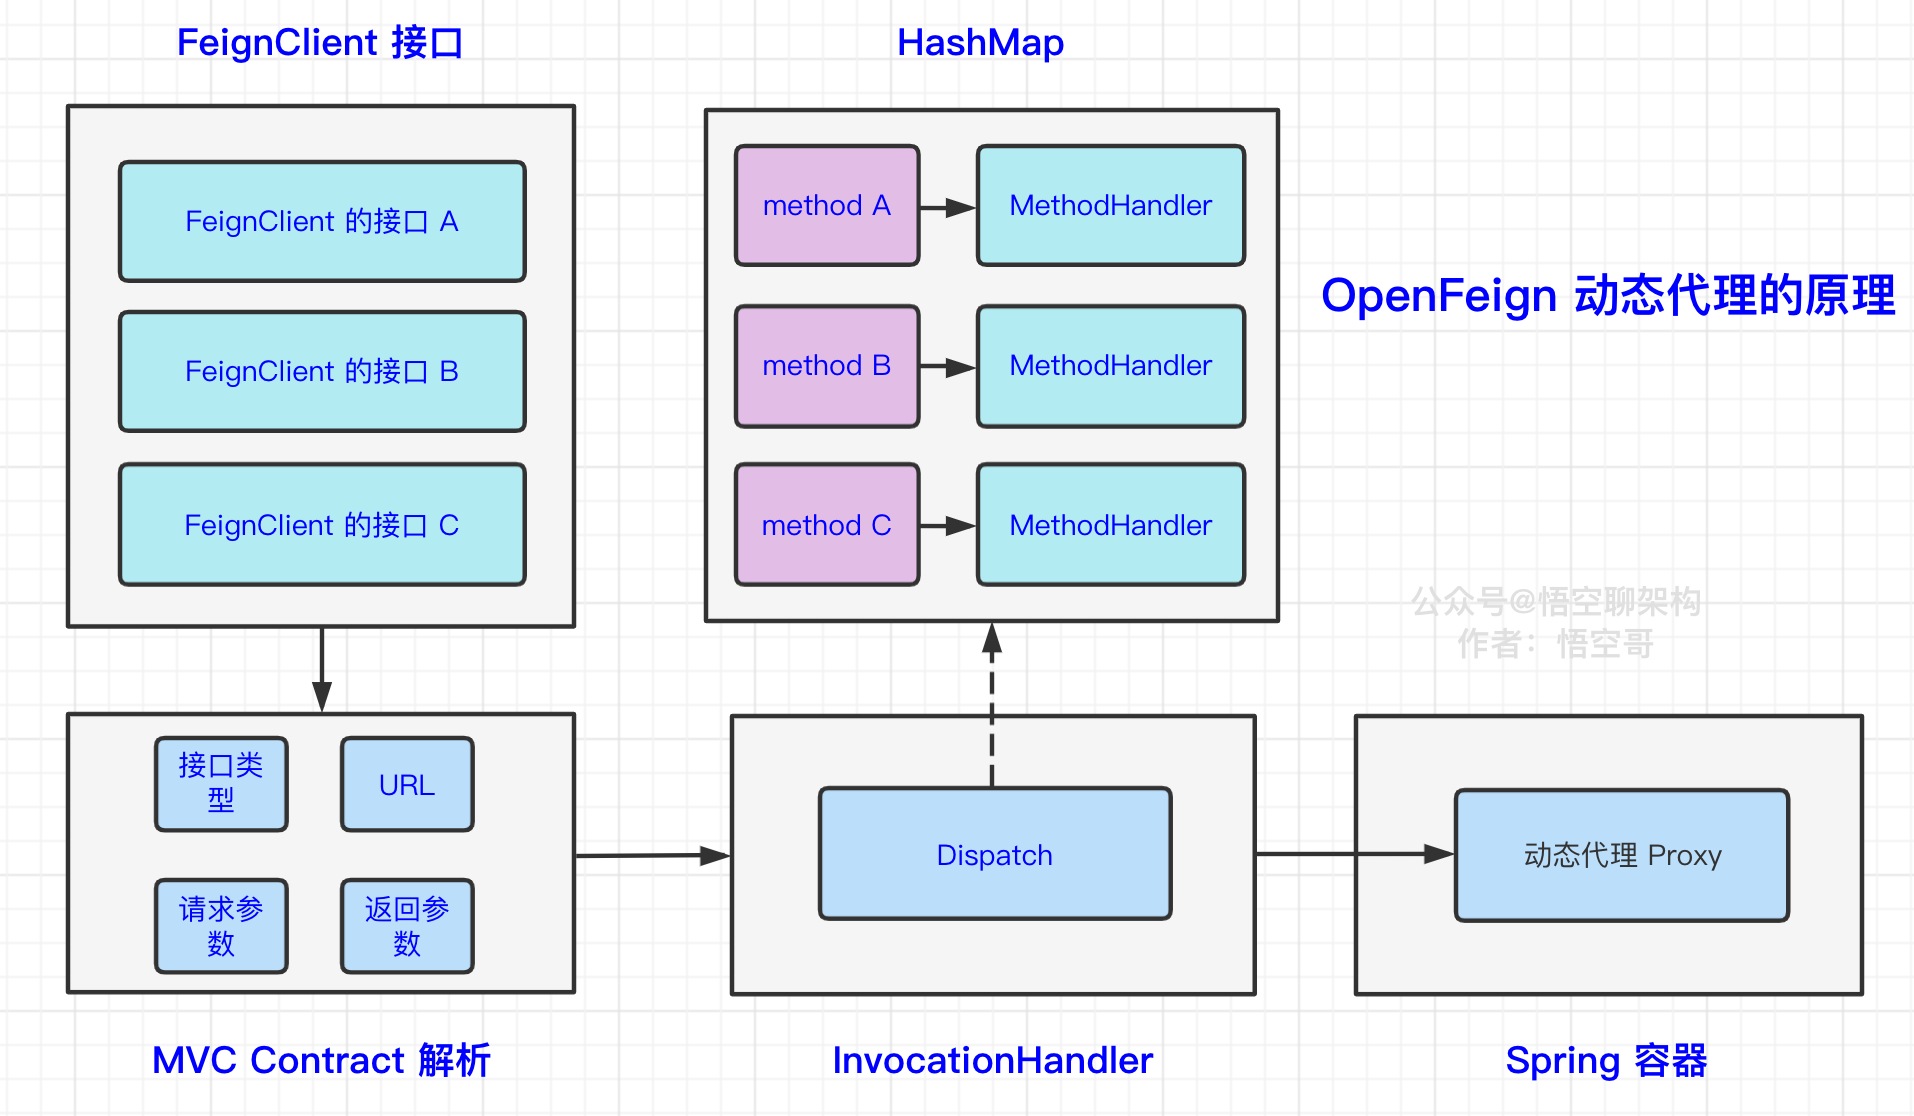 FeignClient 接口
FeignClient 的接口 A
FeignClient 的接口 B
FeignClient 的接口 C
HashMap
method A
MethodHandler
method B
MethodHandler
method C
MethodHandler
OpenFeign 动态代理的原理
公众号@悟空聊架构
作者：悟空哥
接口类
型
URL
请求参
数
返回参
数
MVC Contract 解析
Dispatch
InvocationHandler
动态代理 Proxy
Spring 容器